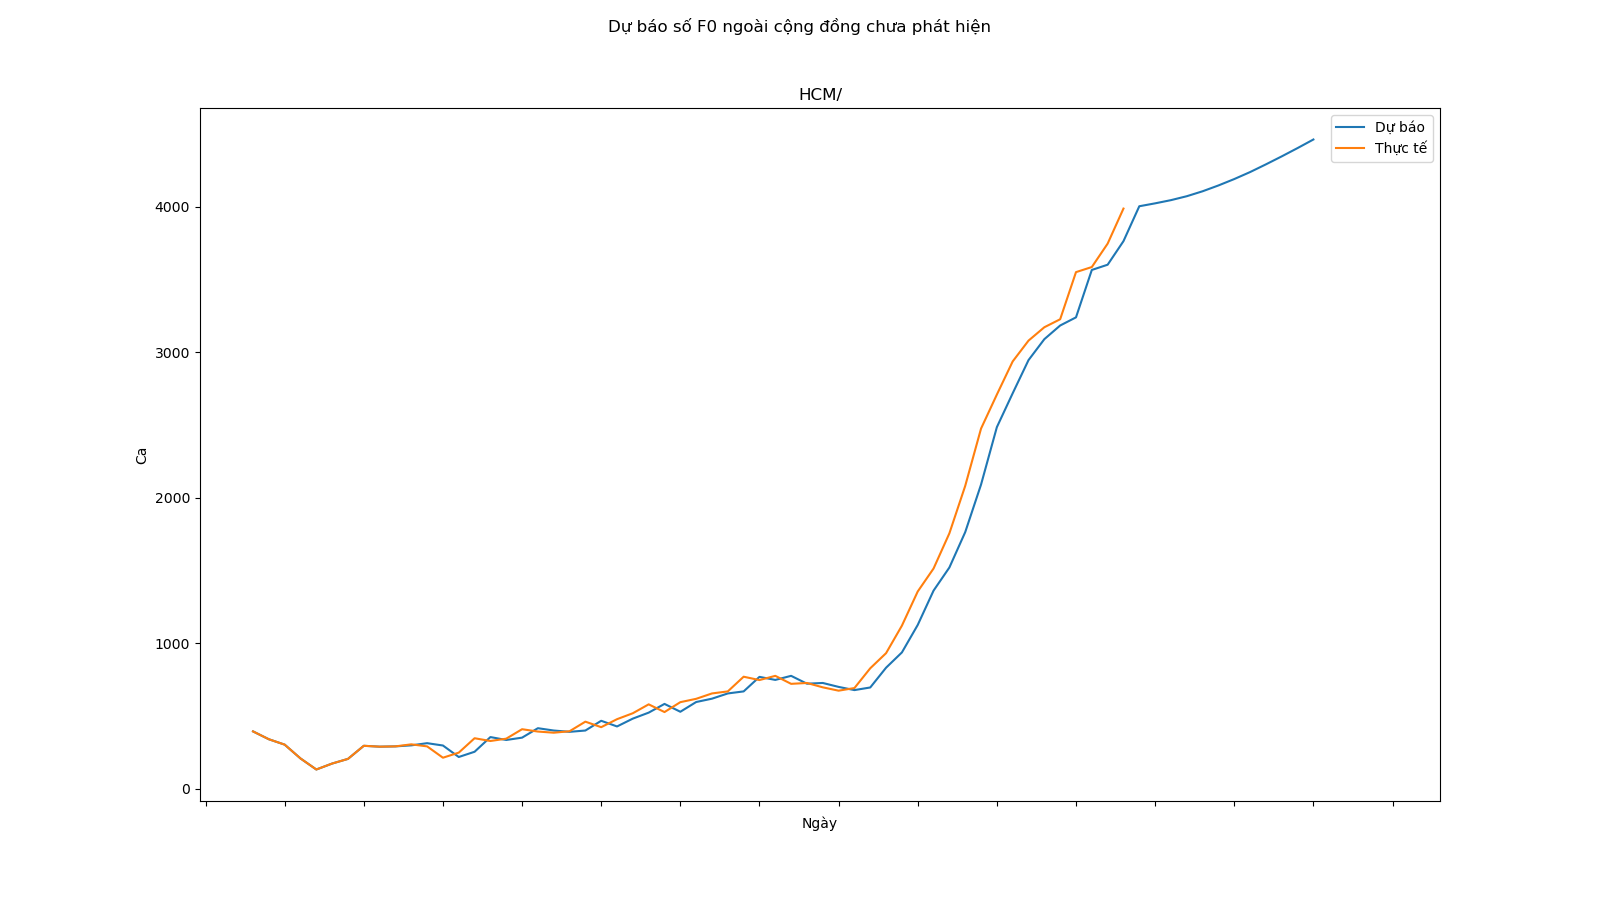 Dự báo số F0 ngoài cộng đồng chưa phát hiện
HCM/
Dự báo
Thực tế
4000
3000
2000
1000
0
Ca
Ngày